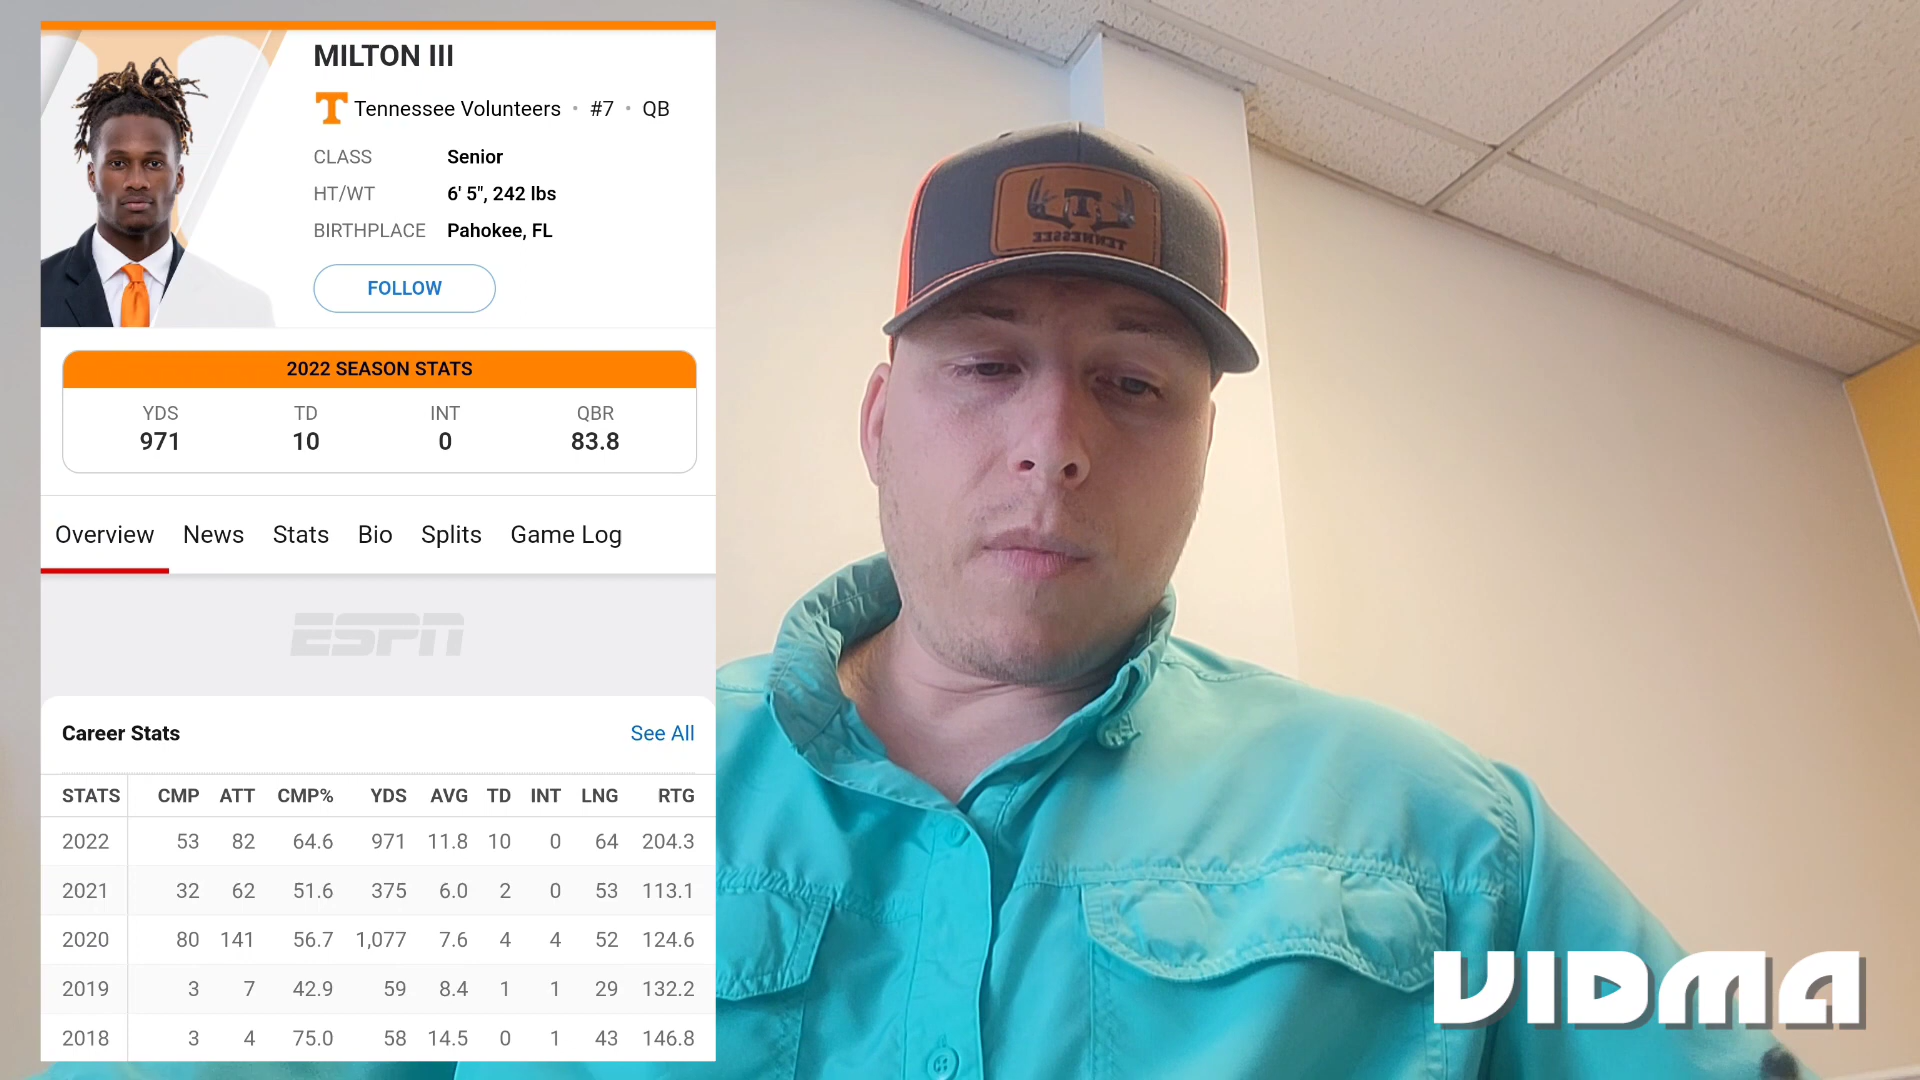 MILTON III
Tennessee Volunteers • #7 • QB
CLASS Senior
HT/WT 6' 5", 242 lbs
BIRTHPLACE Pahokee, FL
FOLLOW
2022 SEASON STATS
YDS TD INT QBR
971 10 0 83.8
Overview News Stats Bio Splits Game Log
ESPN
Career Stats See All
STATS CMP ATT CMP% YDS AVG TD INT LNG RTG
2022 53 82 64.6 971 11.8 10 0 64 204.3
2021 32 62 51.6 375 6.0 2 0 53 113.1
2020 80 141 56.7 1,077 7.6 4 4 52 124.6
2019 3 7 42.9 59 8.4 1 1 29 132.2
2018 3 4 75.0 58 14.5 0 1 43 146.8
T
TENNESSEE
VIDMA